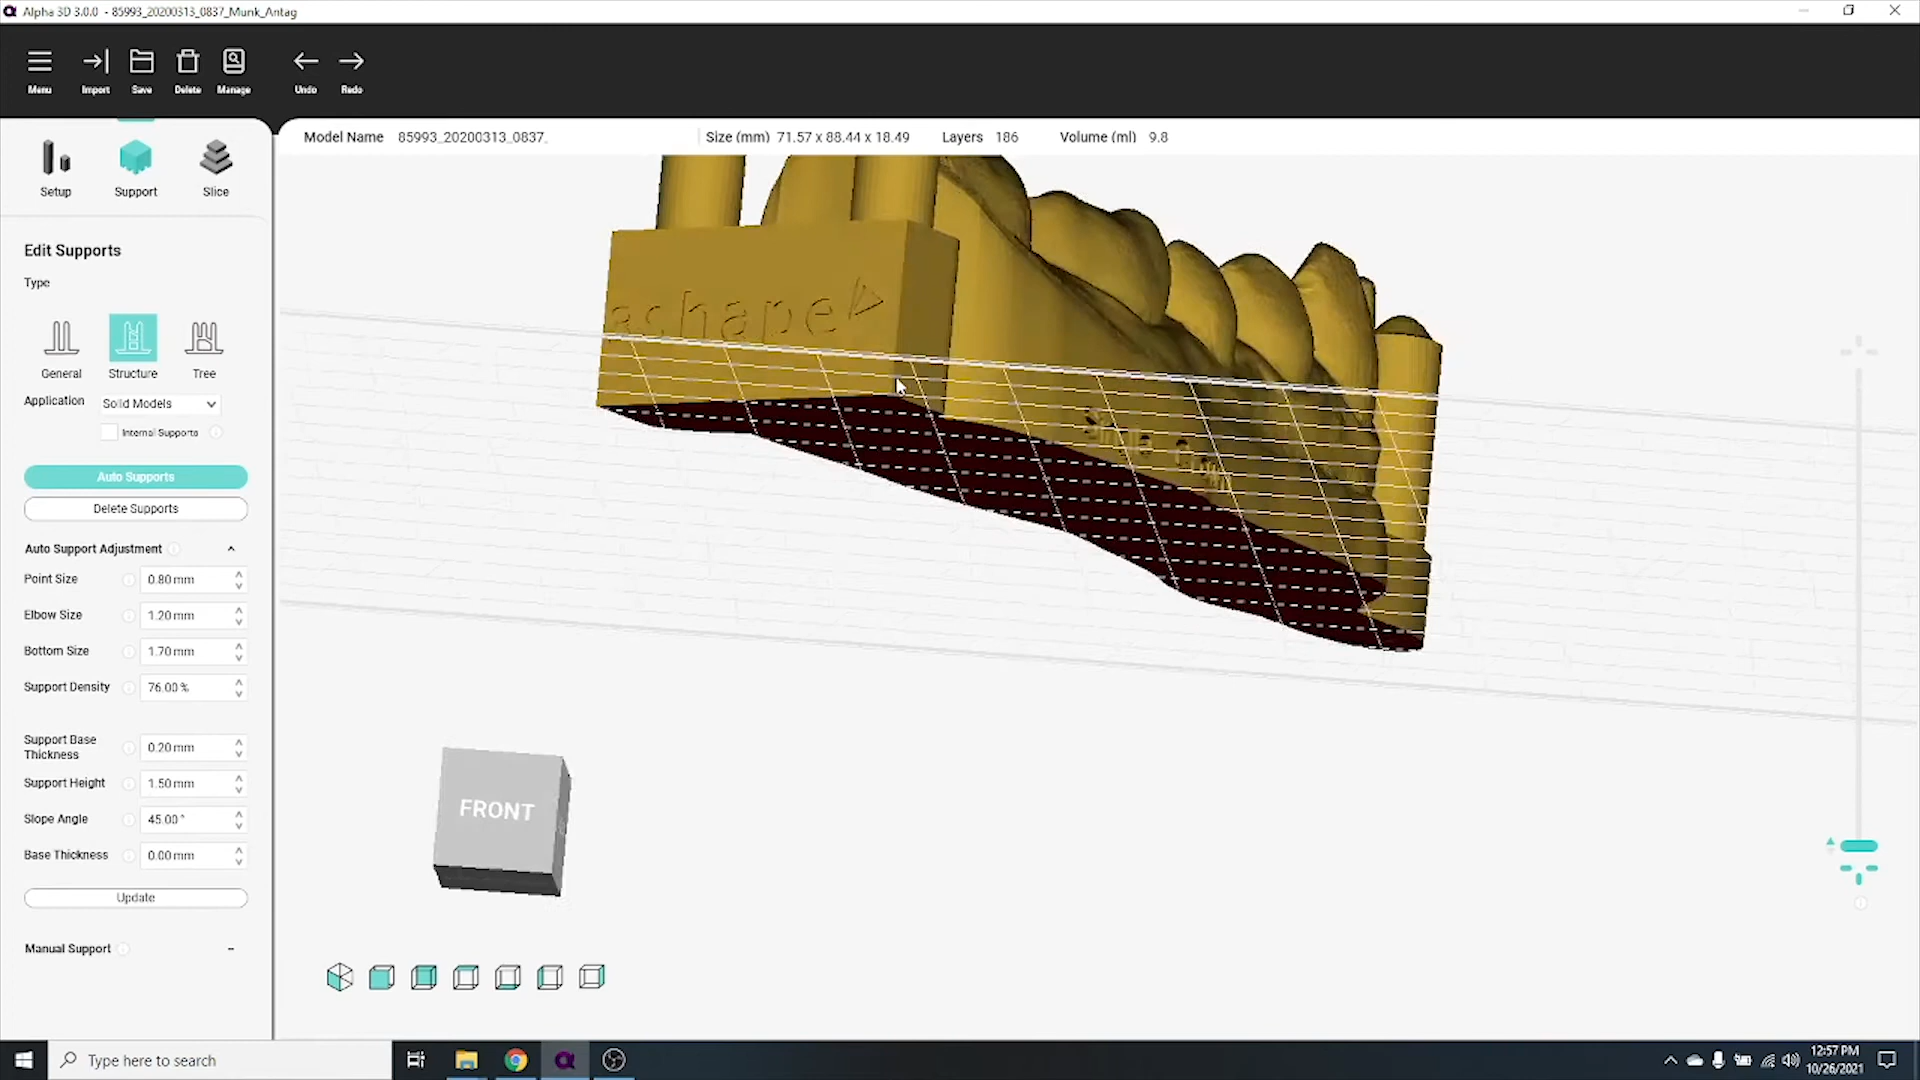 Alpha 3D 3.0.0 - 85993_20200313_0837_Munk_Antag
Menu
Import
Save
Delete
Manage
Undo
Redo
Setup
Support
Slice
Model Name 85993_20200313_0837_
Size (mm) 71.57 x 88.44 x 18.49
Layers 186
Volume (ml) 9.8
Edit Supports
Type
General
Structure
Tree
Application Solid Models
Internal Supports
Auto Supports
Delete Supports
Auto Support Adjustment
Point Size 0.80 mm
Elbow Size 1.20 mm
Bottom Size 1.70 mm
Support Density 76.00 %
Support Base
Thickness 0.20 mm
Support Height 1.50 mm
Slope Angle 45.00 °
Base Thickness 0.00 mm
Update
Manual Support
FRONT
Type here to search
12:57 PM
10/26/2021